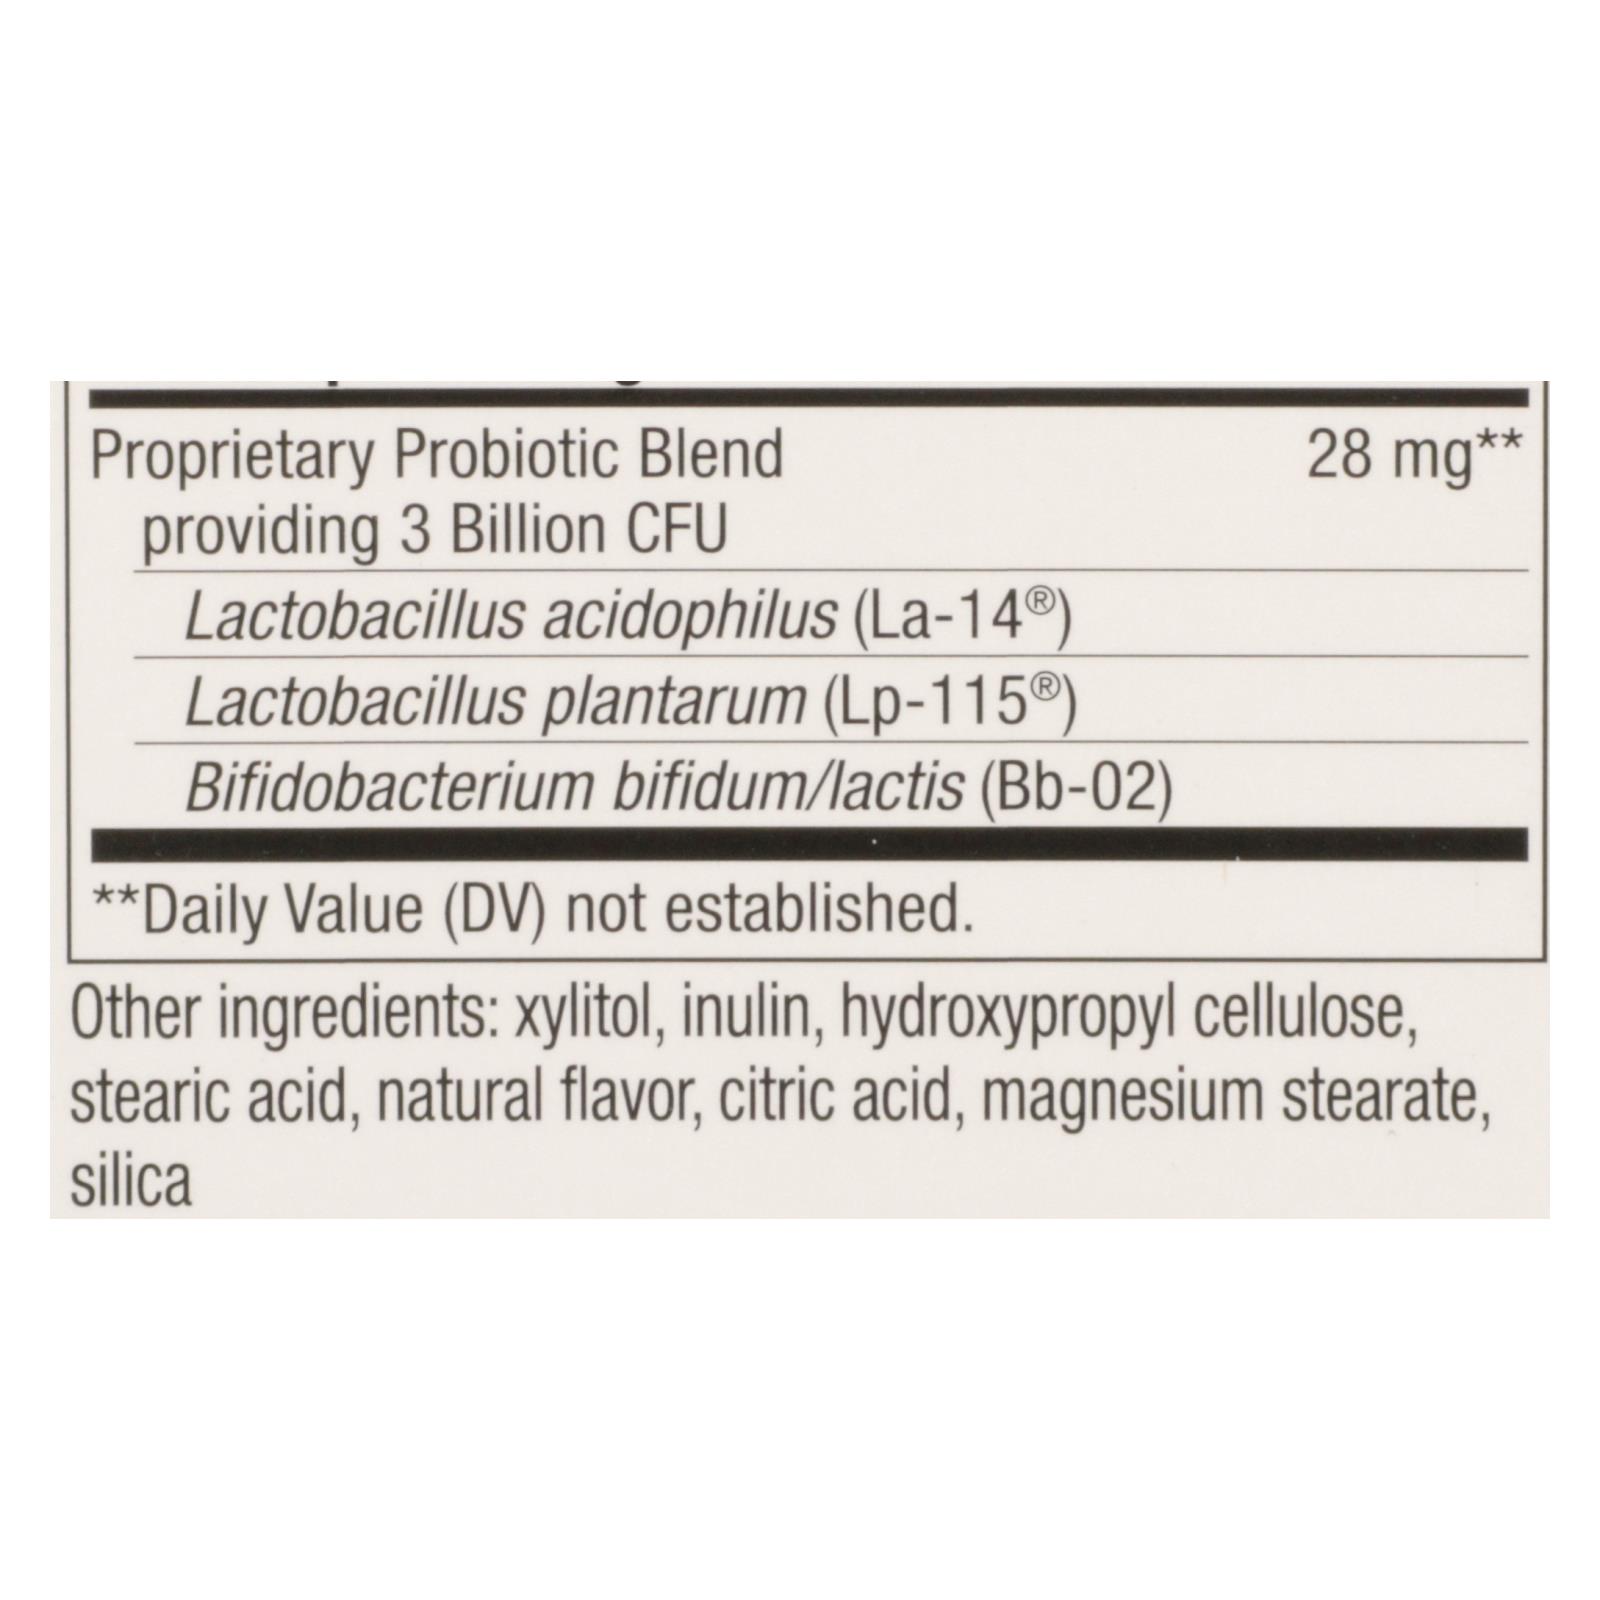 Proprietary Probiotic Blend 28 mg**
providing 3 Billion CFU
Lactobacillus acidophilus (La-14®)
Lactobacillus plantarum (Lp-115®)
Bifidobacterium bifidum/lactis (Bb-02)
**Daily Value (DV) not established.
Other ingredients: xylitol, inulin, hydroxypropyl cellulose,
stearic acid, natural flavor, citric acid, magnesium stearate,
silica